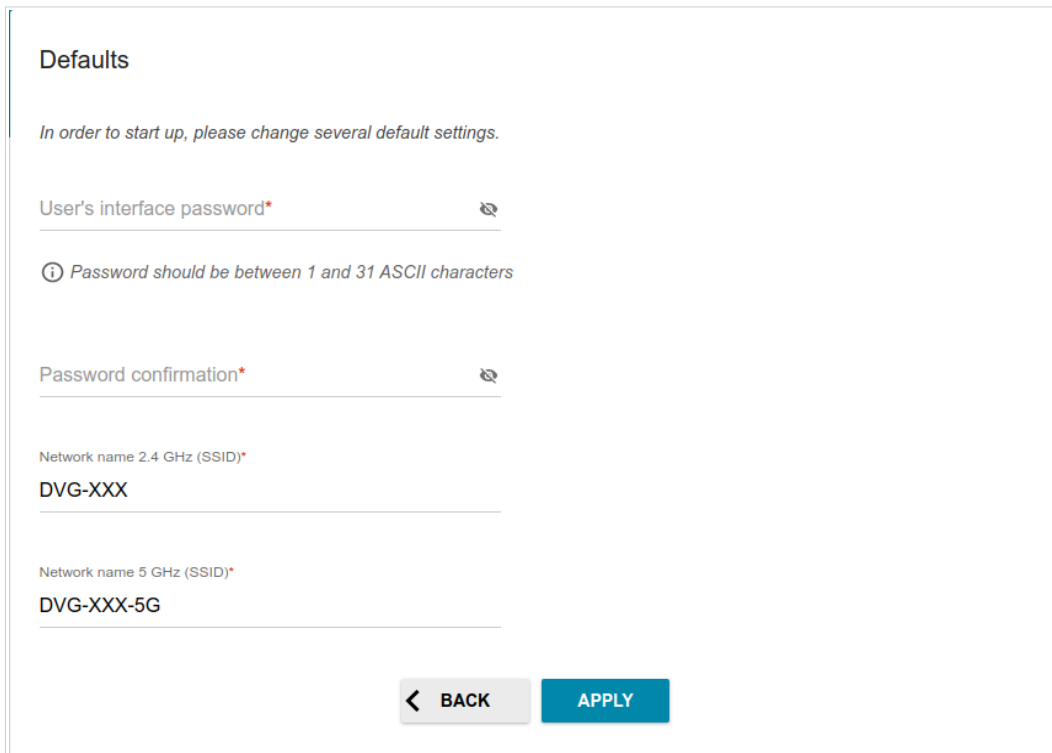 Defaults
In order to start up, please change several default settings.
User's interface password*
Password should be between 1 and 31 ASCII characters
Password confirmation*
Network name 2.4 GHz (SSID)*
DVG-XXX
Network name 5 GHz (SSID)*
DVG-XXX-5G
BACK APPLY